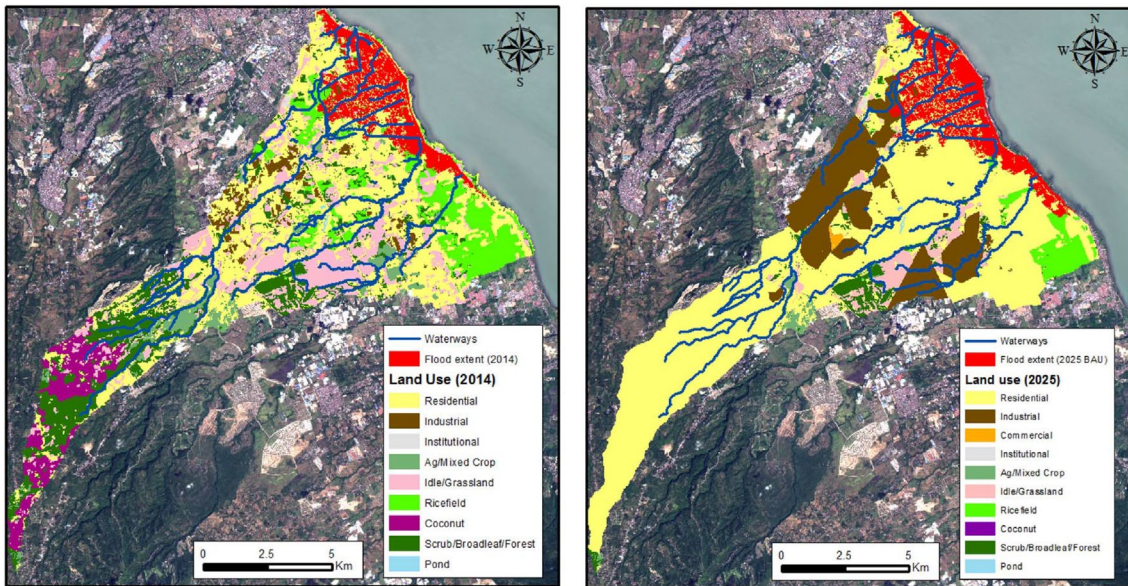 N
W E
S
Waterways
Flood extent (2014)
Land Use (2014)
Residential
Industrial
Institutional
Ag/Mixed Crop
Idle/Grassland
Ricefield
Coconut
Scrub/Broadleaf/Forest
Pond
0 2.5 5
Km
N
W E
S
Waterways
Flood extent (2025 BAU)
Land use (2025)
Residential
Industrial
Commercial
Institutional
Ag/Mixed Crop
Idle/Grassland
Ricefield
Coconut
Scrub/Broadleaf/Forest
Pond
0 2.5 5
Km